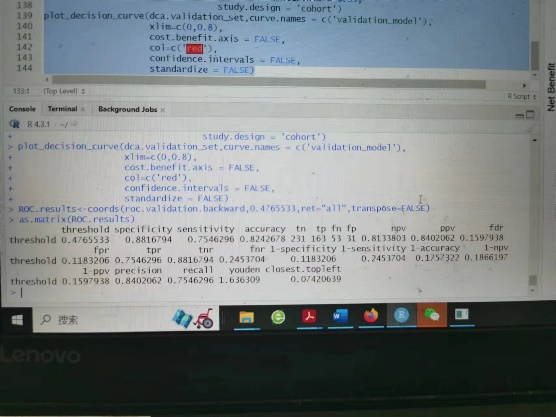 138 study.design = 'cohort')
139 plot_decision_curve(dca.validation_set,curve.names = c('validation_model'),
140 xlim=c(0,0.8),
141 cost.benefit.axis = FALSE,
142 col=c('red'),
143 confidence.intervals = FALSE,
144 standardize = FALSE)
133:1 (Top Level) R Script
Net Benefit
Console Terminal Background Jobs
R 4.3.1 · ~/
+ study.design = 'cohort')
> plot_decision_curve(dca.validation_set,curve.names = c('validation_model'),
+ xlim=c(0,0.8),
+ cost.benefit.axis = FALSE,
+ col=c('red'),
+ confidence.intervals = FALSE,
+ standardize = FALSE)
> ROC.results<-coords(roc.validation.backward,0.4765533,ret="all",transpose=FALSE)
> as.matrix(ROC.results)
threshold specificity sensitivity accuracy tn tp fn fp npv ppv fdr
threshold 0.4765533 0.8816794 0.7546296 0.8242678 231 163 53 31 0.8133803 0.8402062 0.1597938
fpr tpr tnr fnr 1-specificity 1-sensitivity 1-accuracy 1-npv
threshold 0.1183206 0.7546296 0.8816794 0.2453704 0.1183206 0.2453704 0.1757322 0.1866197
1-ppv precision recall youden closest.topleft
threshold 0.1597938 0.8402062 0.7546296 1.636309 0.07420639
>
搜索
Lenovo